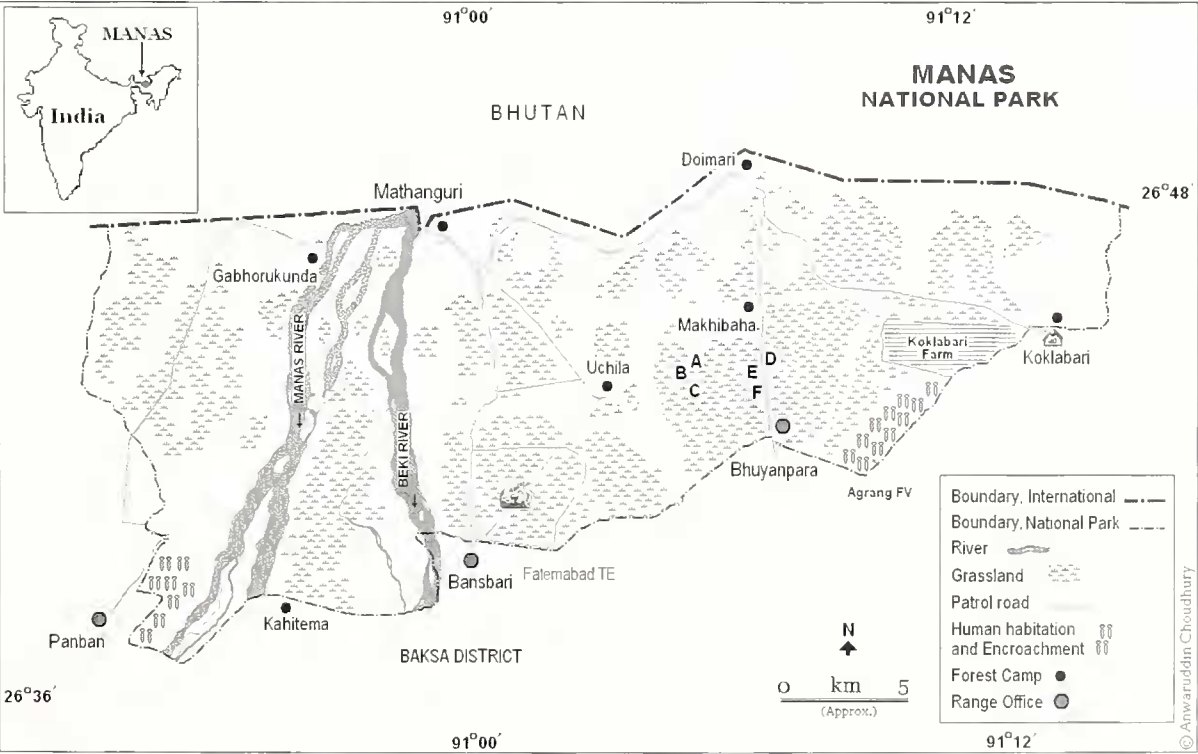 91°00′
91°12′
MANAS
India
MANAS
NATIONAL PARK
BHUTAN
Doimari
26°48′
Mathanguri
Gabhorukunda
MANAS RIVER
Makhibaha
Koklabari
Farm
Koklabari
Uchila
A
B
C
D
E
F
BEKI RIVER
Bhuyanpara
Agrang FV
Bansbari
Fatemabad TE
Kahitema
Panban
BAKSA DISTRICT
26°36′
N
0 km 5
(Approx.)
Boundary, International
Boundary, National Park
River
Grassland
Patrol road
Human habitation
and Encroachment
Forest Camp
Range Office
91°00′
91°12′
© Anwaruddin Choudhury